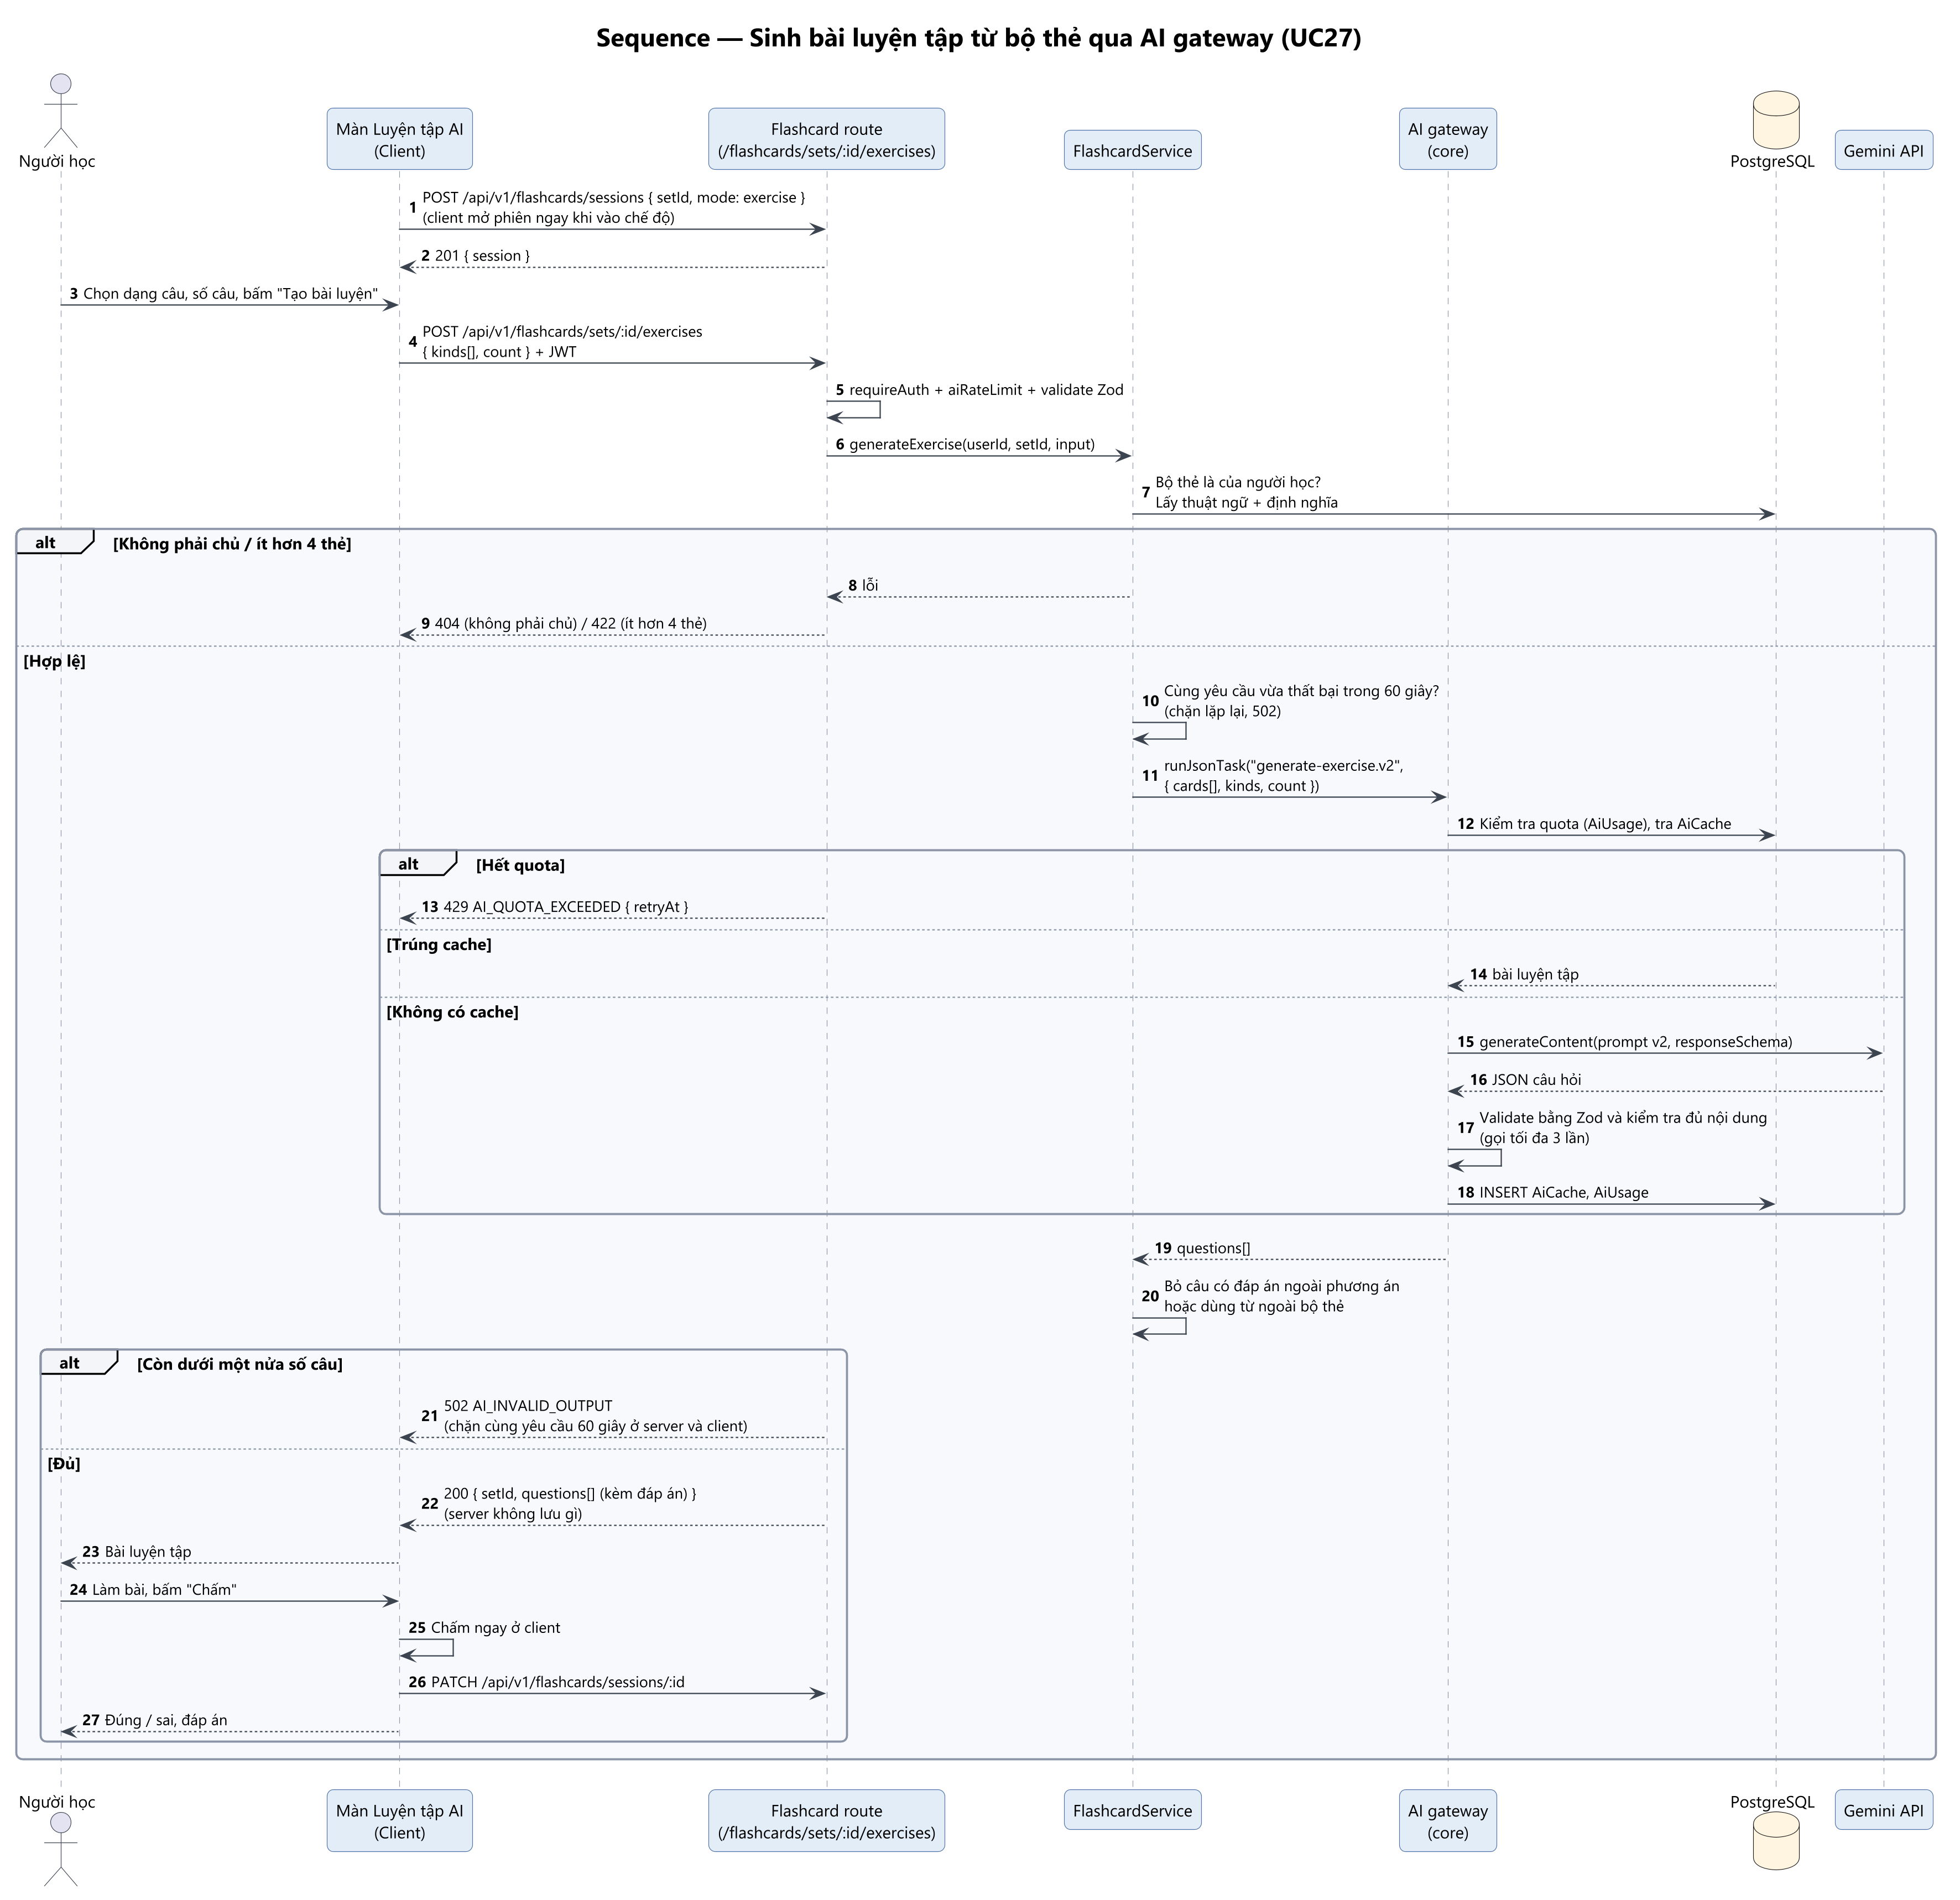 Sequence — Sinh bài luyện tập từ bộ thẻ qua AI gateway (UC27)
Người học
Màn Luyện tập AI
(Client)
Flashcard route
(/flashcards/sets/:id/exercises)
FlashcardService
AI gateway
(core)
PostgreSQL
Gemini API
1 POST /api/v1/flashcards/sessions { setId, mode: exercise }
(client mở phiên ngay khi vào chế độ)
2 201 { session }
3 Chọn dạng câu, số câu, bấm "Tạo bài luyện"
4 POST /api/v1/flashcards/sets/:id/exercises
{ kinds[], count } + JWT
5 requireAuth + aiRateLimit + validate Zod
6 generateExercise(userId, setId, input)
7 Bộ thẻ là của người học?
Lấy thuật ngữ + định nghĩa
alt [Không phải chủ / ít hơn 4 thẻ]
8 lỗi
9 404 (không phải chủ) / 422 (ít hơn 4 thẻ)
[Hợp lệ]
10 Cùng yêu cầu vừa thất bại trong 60 giây?
(chặn lặp lại, 502)
11 runJsonTask("generate-exercise.v2",
{ cards[], kinds, count })
12 Kiểm tra quota (AiUsage), tra AiCache
alt [Hết quota]
13 429 AI_QUOTA_EXCEEDED { retryAt }
[Trúng cache]
14 bài luyện tập
[Không có cache]
15 generateContent(prompt v2, responseSchema)
16 JSON câu hỏi
17 Validate bằng Zod và kiểm tra đủ nội dung
(gọi tối đa 3 lần)
18 INSERT AiCache, AiUsage
19 questions[]
20 Bỏ câu có đáp án ngoài phương án
hoặc dùng từ ngoài bộ thẻ
alt [Còn dưới một nửa số câu]
21 502 AI_INVALID_OUTPUT
(chặn cùng yêu cầu 60 giây ở server và client)
[Đủ]
22 200 { setId, questions[] (kèm đáp án) }
(server không lưu gì)
23 Bài luyện tập
24 Làm bài, bấm "Chấm"
25 Chấm ngay ở client
26 PATCH /api/v1/flashcards/sessions/:id
27 Đúng / sai, đáp án
Người học
Màn Luyện tập AI
(Client)
Flashcard route
(/flashcards/sets/:id/exercises)
FlashcardService
AI gateway
(core)
PostgreSQL
Gemini API